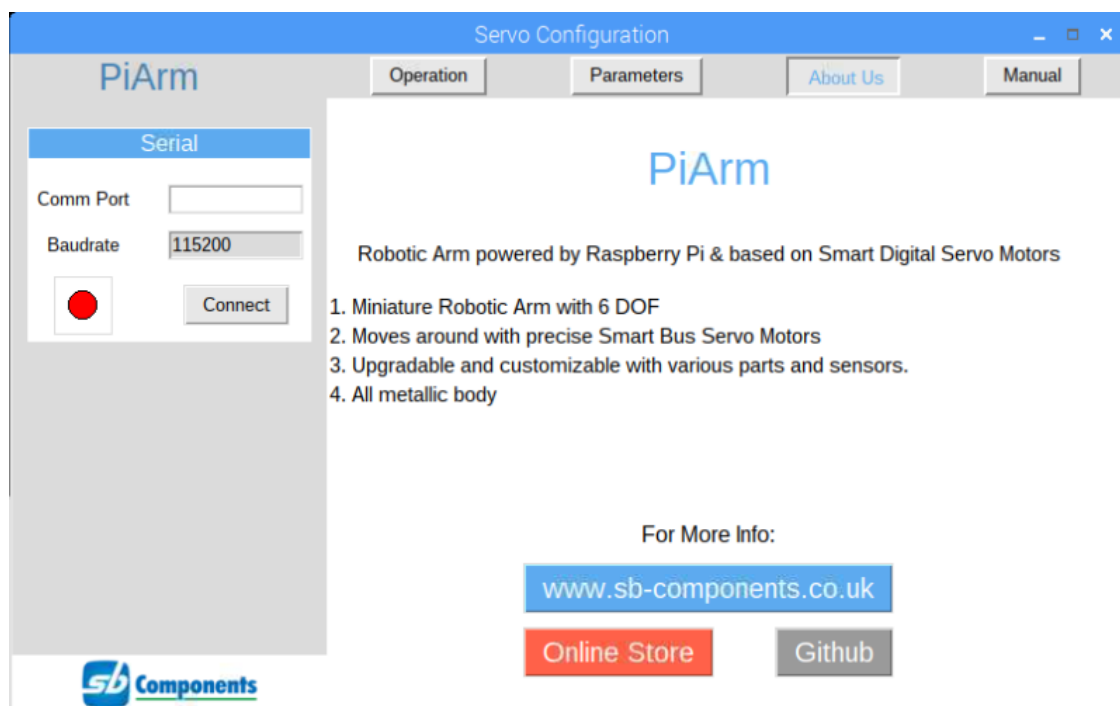 Servo Configuration
PiArm
Operation
Parameters
About Us
Manual
Serial
Comm Port
Baudrate
115200
Connect
PiArm
Robotic Arm powered by Raspberry Pi & based on Smart Digital Servo Motors
1. Miniature Robotic Arm with 6 DOF
2. Moves around with precise Smart Bus Servo Motors
3. Upgradable and customizable with various parts and sensors.
4. All metallic body
For More Info:
www.sb-components.co.uk
Online Store
Github
sb Components